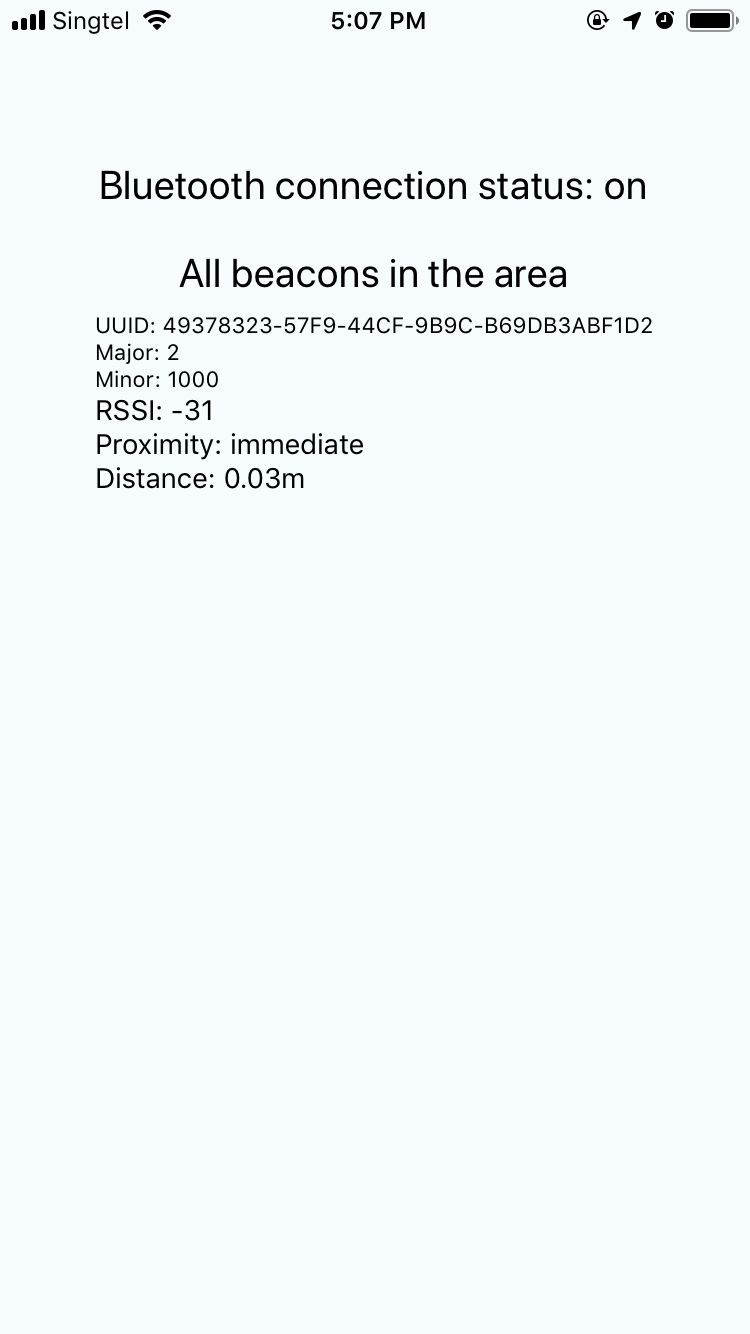 Singtel 5:07 PM
Bluetooth connection status: on
All beacons in the area
UUID: 49378323-57F9-44CF-9B9C-B69DB3ABF1D2
Major: 2
Minor: 1000
RSSI: -31
Proximity: immediate
Distance: 0.03m